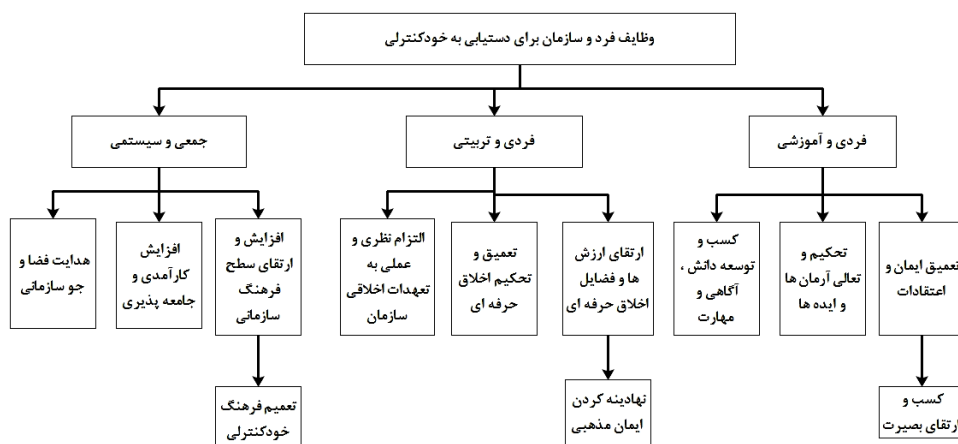 وظایف فرد و سازمان برای دستیابی به خودکنترلی
فردی و آموزشی
فردی و تربیتی
جمعی و سیستمی
تعمیق ایمان و
اعتقادات
تحکیم و
تعالی آرمان ها
و ایده ها
کسب و
توسعه دانش ،
آگاهی و
مهارت
ارتقای ارزش
ها و فضایل
اخلاق حرفه ای
تعمیق و
تحکیم اخلاق
حرفه ای
التزام نظری و
عملی به
تعهدات اخلاقی
سازمان
افزایش و
ارتقای سطح
فرهنگ
سازمانی
افزایش
کارآمدی و
جامعه پذیری
هدایت فضا و
جو سازمانی
کسب و
ارتقای بصیرت
نهادینه کردن
ایمان مذهبی
تعمیم فرهنگ
خودکنترلی